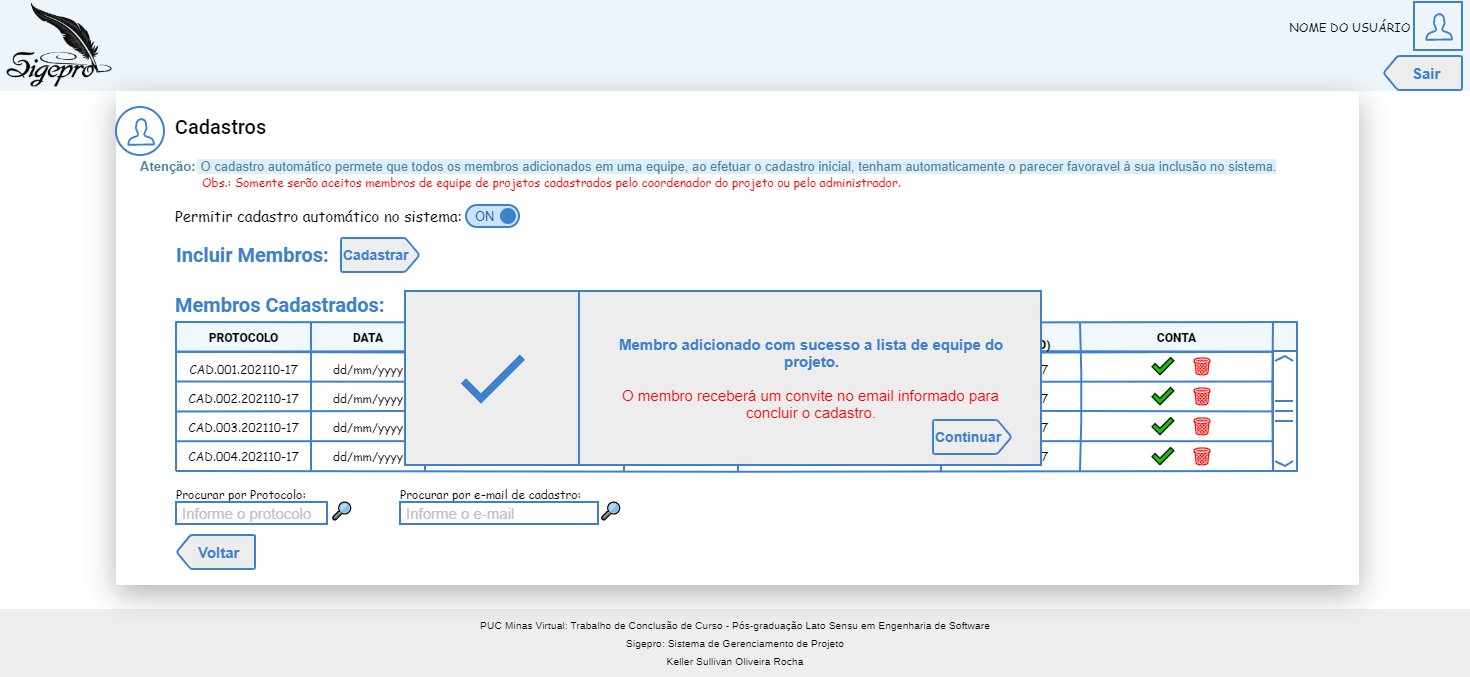 Sigepro
NOME DO USUÁRIO
Sair
Cadastros
Atenção: O cadastro automático permete que todos os membros adicionados em uma equipe, ao efetuar o cadastro inicial, tenham automaticamente o parecer favoravel à sua inclusão no sistema.
Obs.: Somente serão aceitos membros de equipe de projetos cadastrados pelo coordenador do projeto ou pelo administrador.
Permitir cadastro automático no sistema: ON
Incluir Membros: Cadastrar
Membros Cadastrados:
PROTOCOLO DATA CONTA
CAD.001.202110-17 dd/mm/yyyy 7
CAD.002.202110-17 dd/mm/yyyy 7
CAD.003.202110-17 dd/mm/yyyy 7
CAD.004.202110-17 dd/mm/yyyy 7
Membro adicionado com sucesso a lista de equipe do
projeto.
O membro receberá um convite no email informado para
concluir o cadastro.
Continuar
Procurar por Protocolo: Procurar por e-mail de cadastro:
Informe o protocolo Informe o e-mail
Voltar
PUC Minas Virtual: Trabalho de Conclusão de Curso - Pós-graduação Lato Sensu em Engenharia de Software
Sigepro: Sistema de Gerenciamento de Projeto
Keller Sullivan Oliveira Rocha